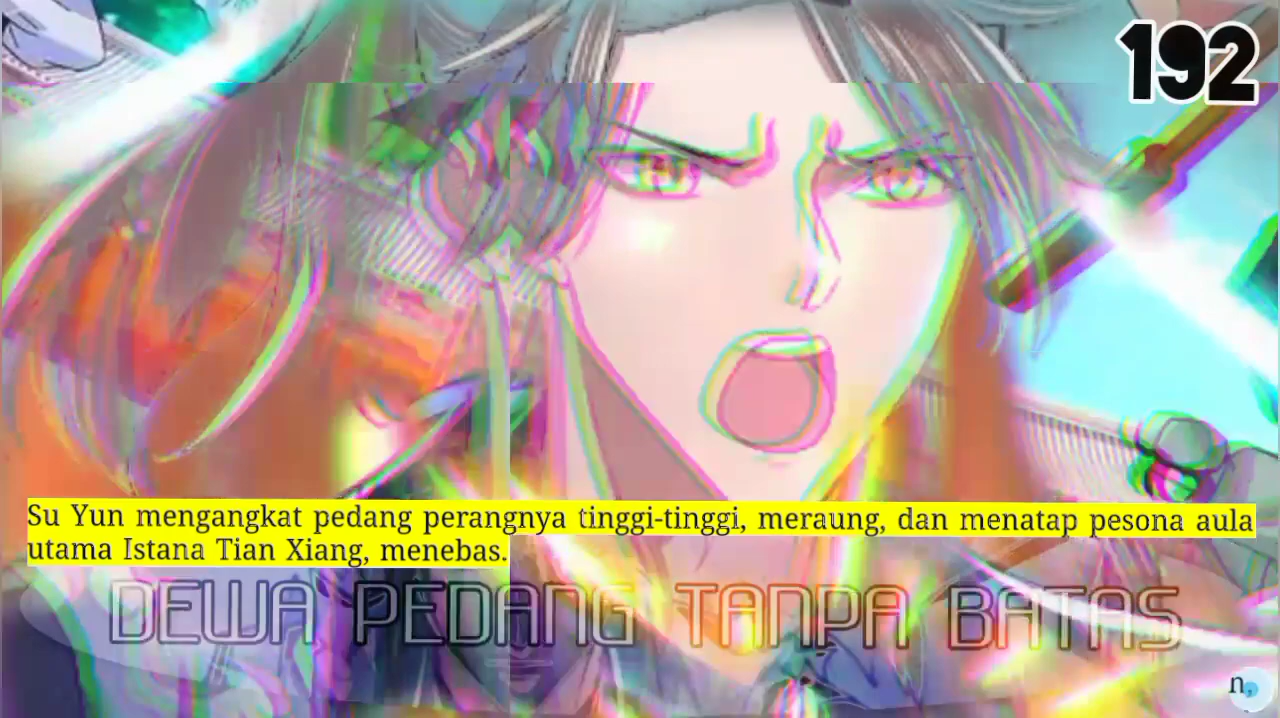 192
Su Yun mengangkat pedang perangnya tinggi-tinggi, meraung, dan menatap pesona aula
utama Istana Tian Xiang, menebas.
DEWA PEDANG TANPA BATAS
n,